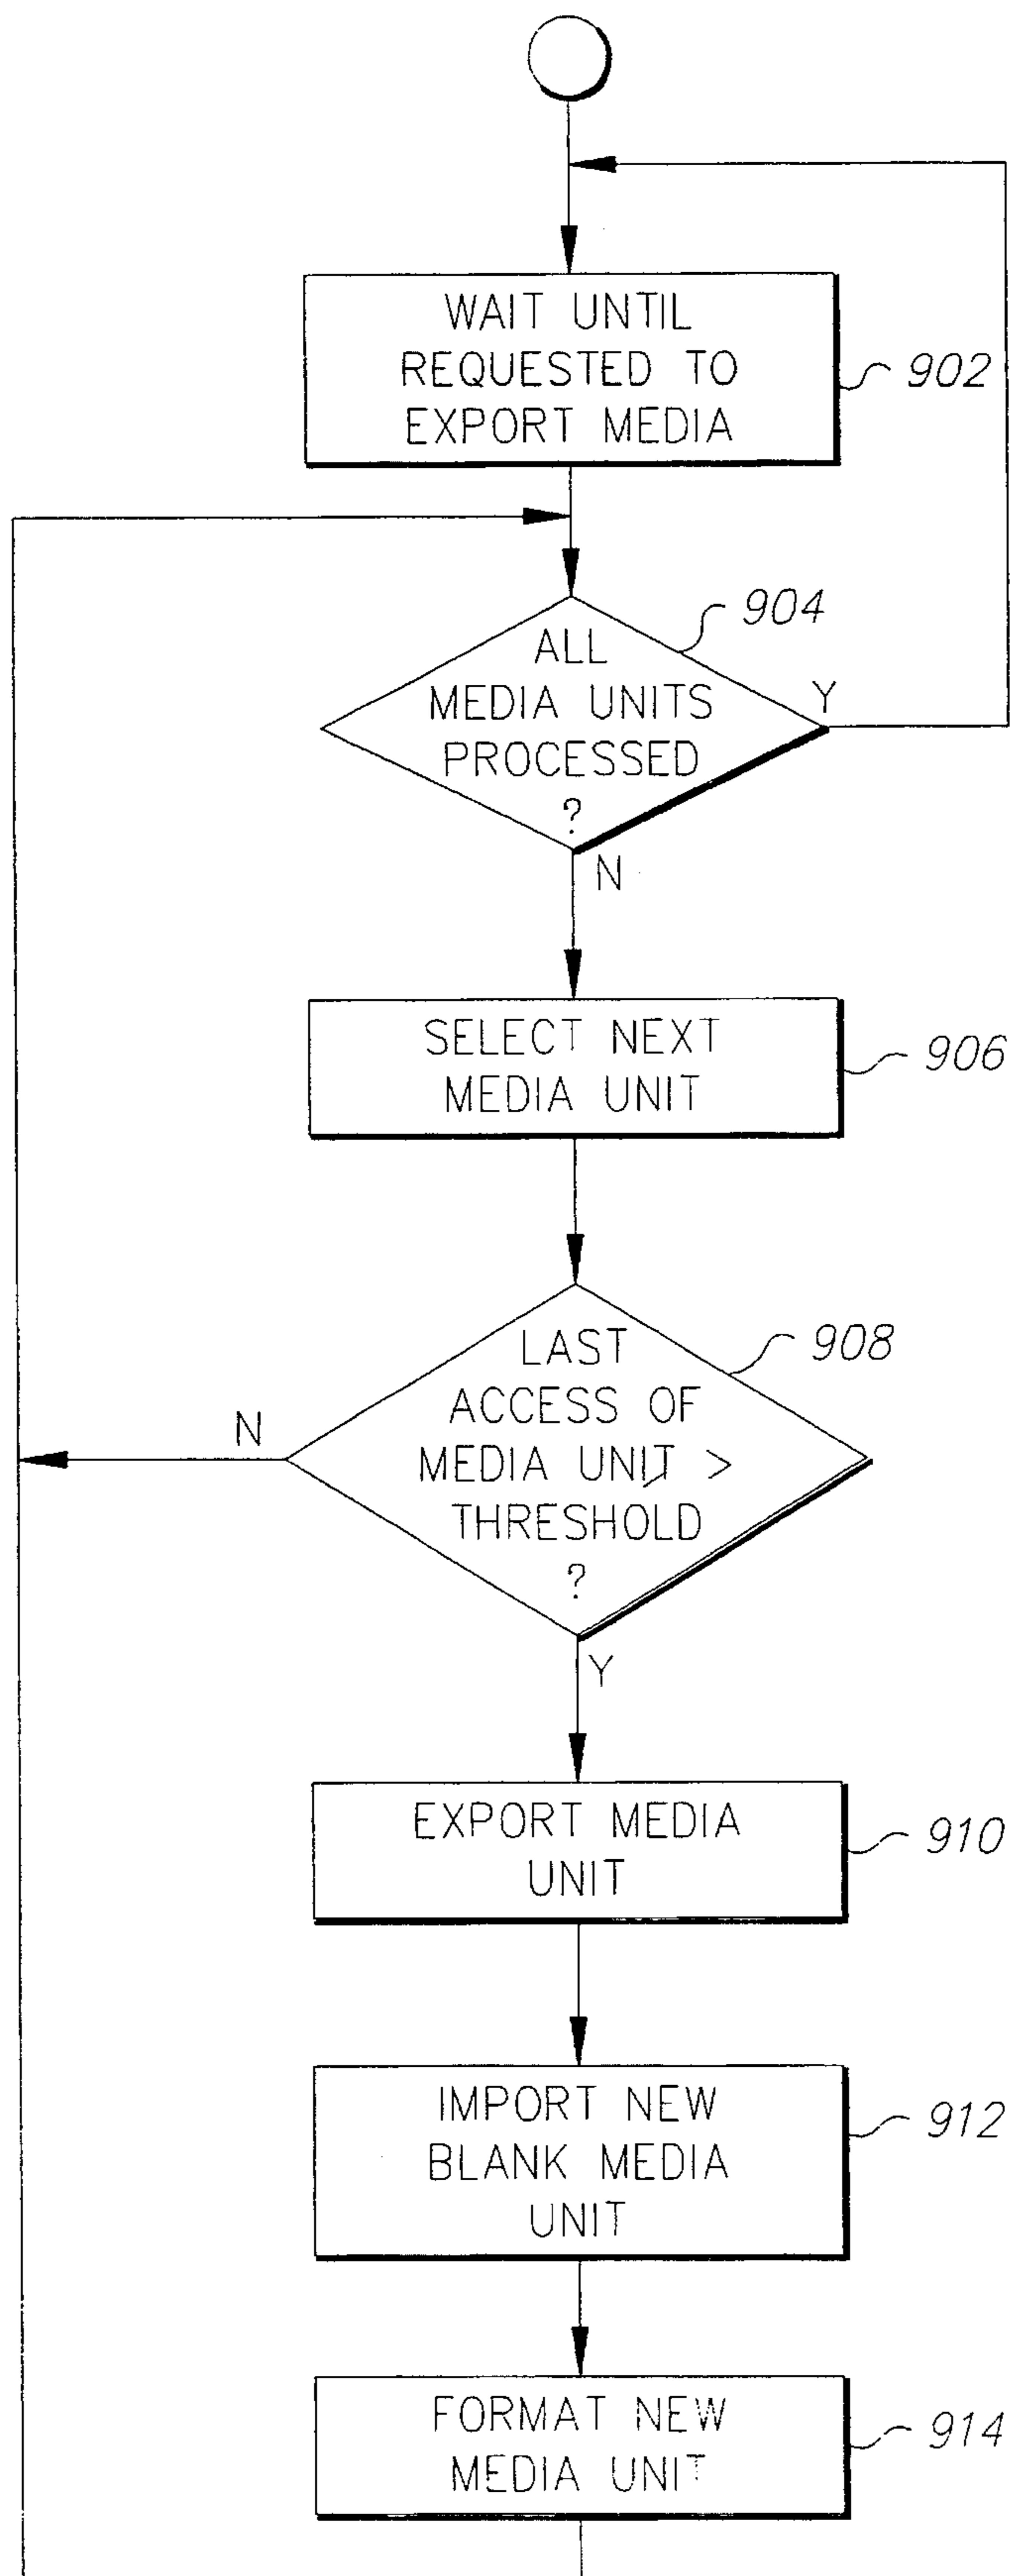 WAIT UNTIL
REQUESTED TO
EXPORT MEDIA
902
904
ALL
MEDIA UNITS
PROCESSED
?
Y
N
SELECT NEXT
MEDIA UNIT
906
908
LAST
ACCESS OF
MEDIA UNIT >
THRESHOLD
?
N
Y
EXPORT MEDIA
UNIT
910
IMPORT NEW
BLANK MEDIA
UNIT
912
FORMAT NEW
MEDIA UNIT
914